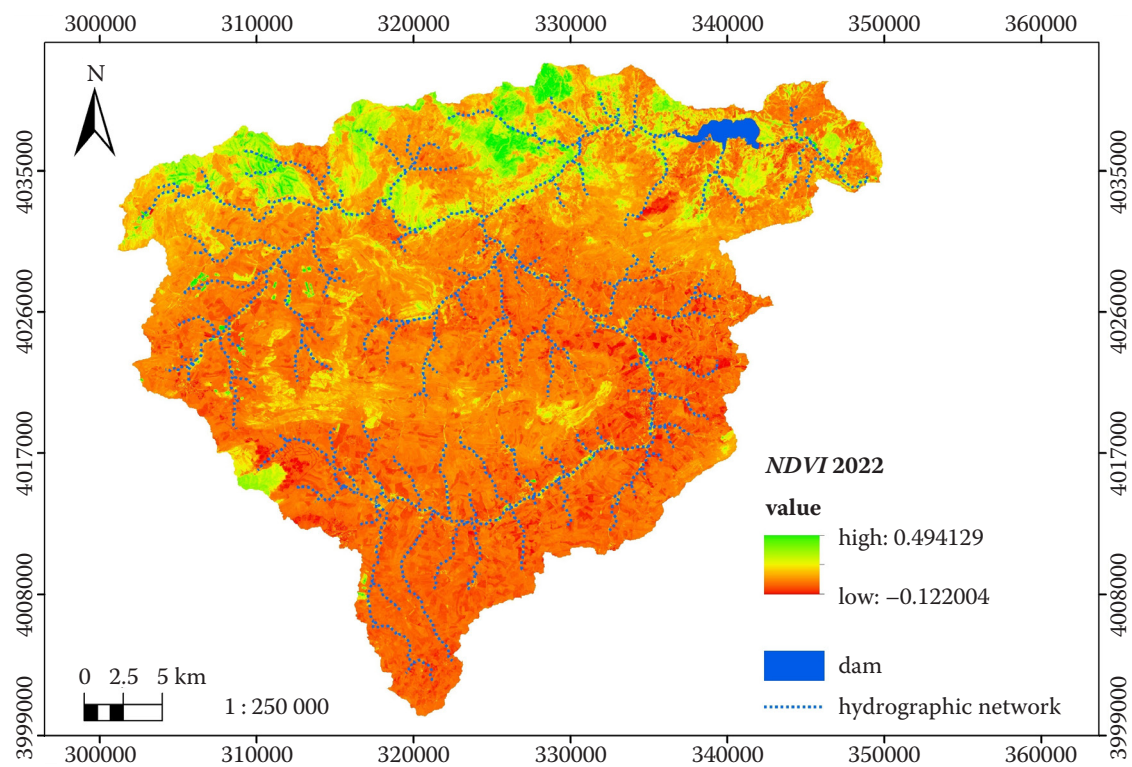 300000 310000 320000 330000 340000 350000 360000
N
4035000 4035000
4026000 4026000
4017000 4017000
NDVI 2022
value
high: 0.494129
low: –0.122004
4008000 4008000
dam
0 2.5 5 km
1 : 250 000
hydrographic network
3999000 3999000
300000 310000 320000 330000 340000 350000 360000